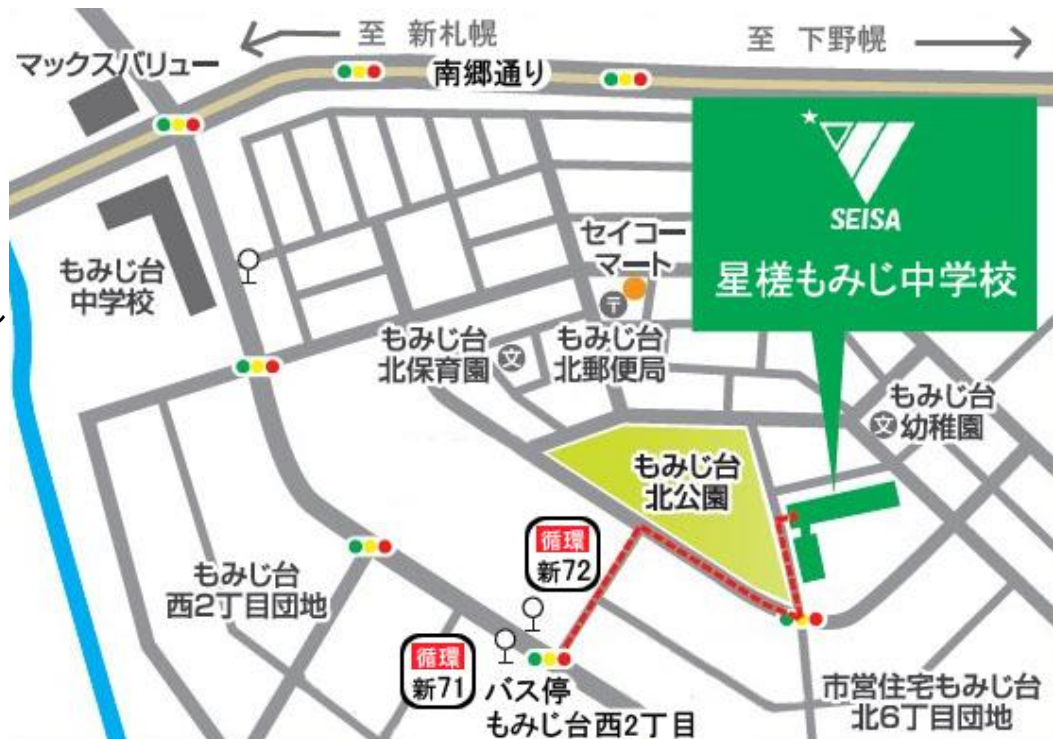 至 新札幌
至 下野幌
マックスバリュー
南郷通り
SEISA
星槎もみじ中学校
もみじ台
中学校
セイコー
マート
〒
もみじ台
北保育園
文
もみじ台
北郵便局
もみじ台
幼稚園
文
もみじ台
北公園
循環
新72
もみじ台
西2丁目団地
循環
新71
バス停
もみじ台西2丁目
市営住宅もみじ台
北6丁目団地